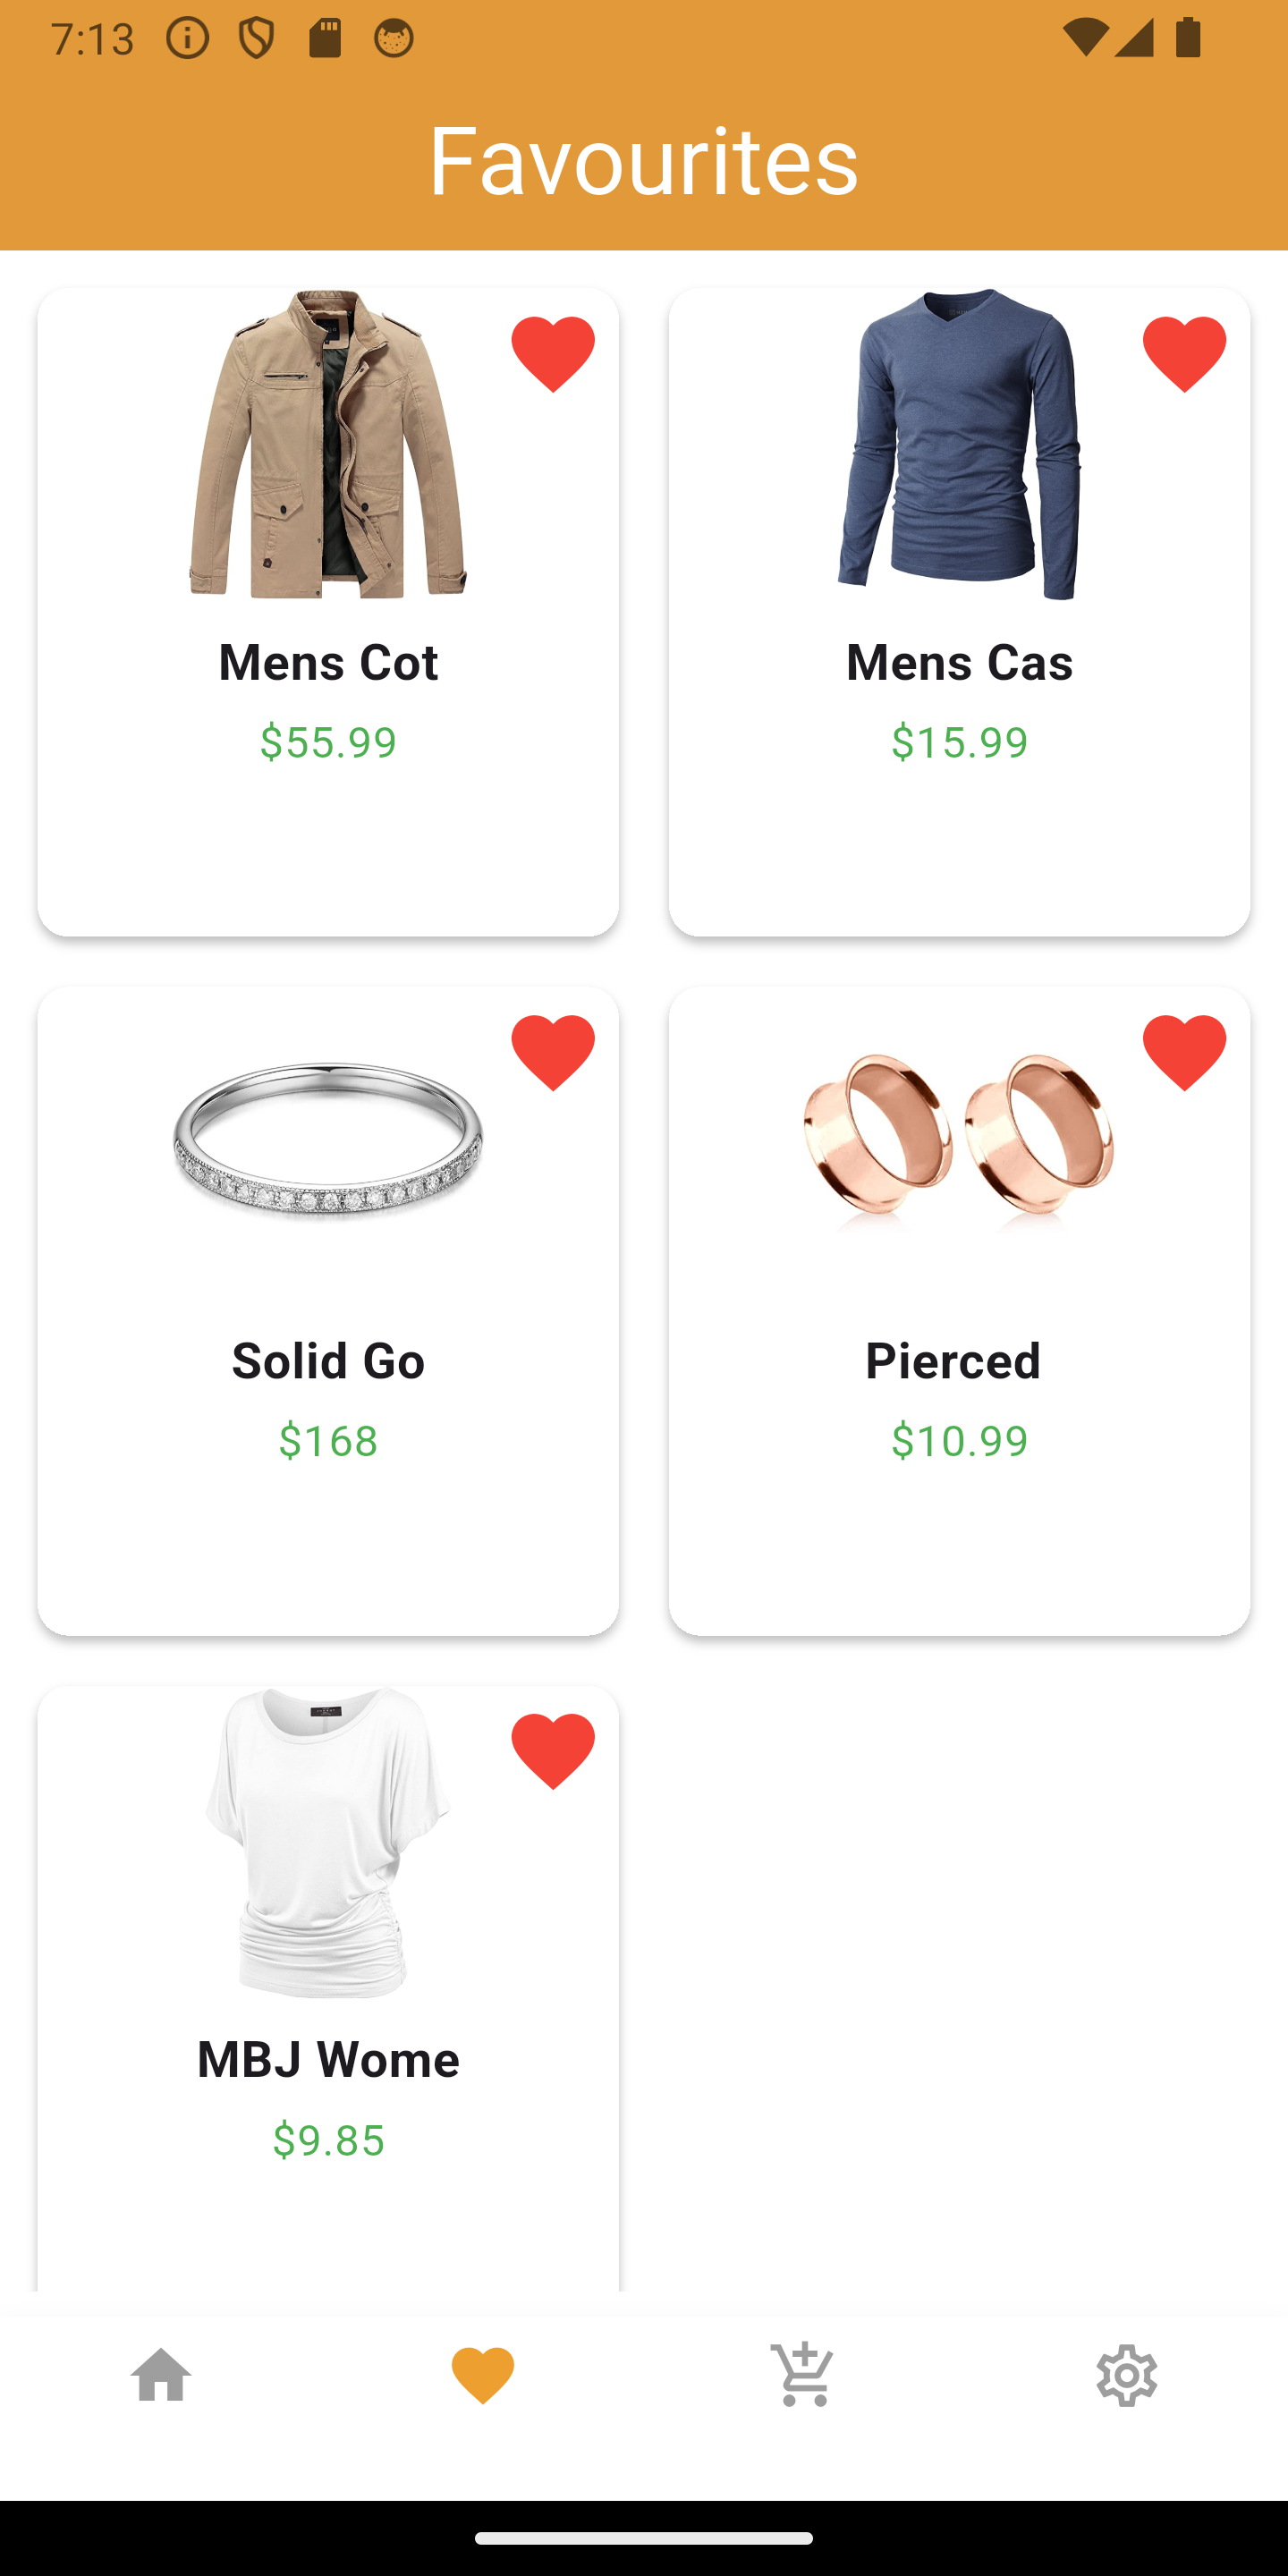 7:13
Favourites
Mens Cot
$55.99
Mens Cas
$15.99
Solid Go
$168
Pierced
$10.99
MBJ Wome
$9.85